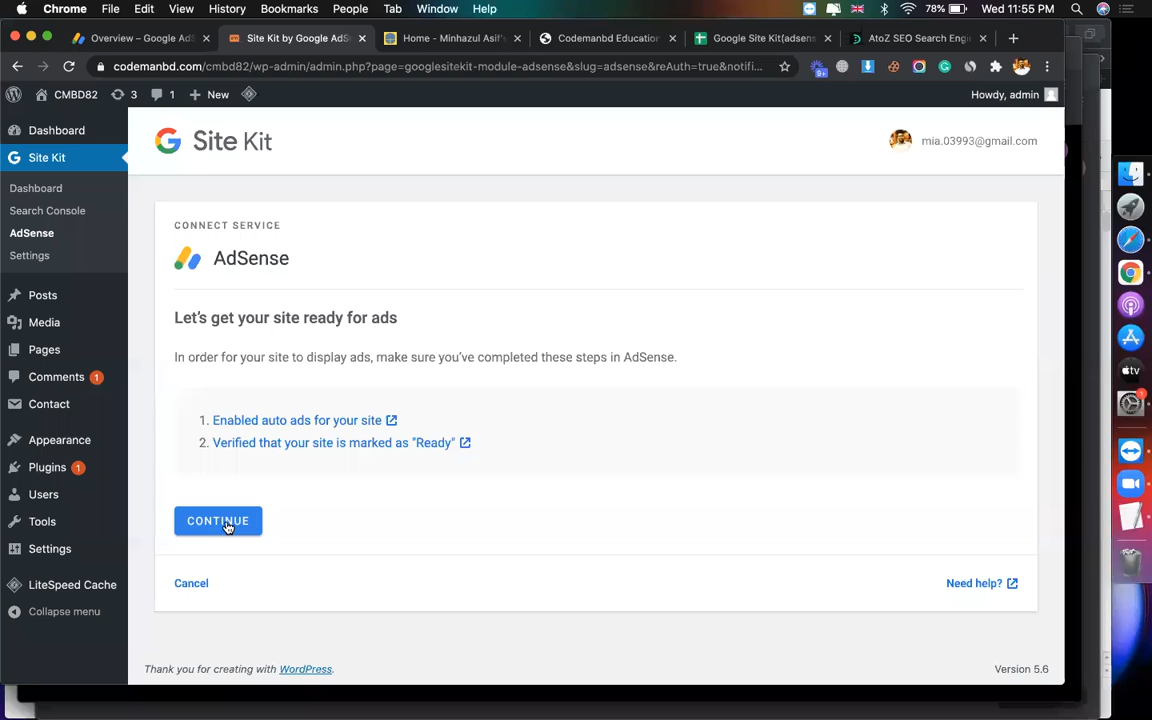 Chrome File Edit View History Bookmarks People Tab Window Help 78% Wed 11:55 PM
Overview – Google Ad
Site Kit by Google AdS
Home - Minhazul Asif'
Codemanbd Education
Google Site Kit(adsens
AtoZ SEO Search Engi
codemanbd.com/cmbd82/wp-admin/admin.php?page=googlesitekit-module-adsense&slug=adsense&reAuth=true&notifi...
9+
CMBD82 3 1 New Howdy, admin
Dashboard
Site Kit
Dashboard
Search Console
AdSense
Settings
Posts
Media
Pages
Comments 1
Contact
Appearance
Plugins 1
Users
Tools
Settings
LiteSpeed Cache
Collapse menu
Site Kit
mia.03993@gmail.com
CONNECT SERVICE
AdSense
Let's get your site ready for ads
In order for your site to display ads, make sure you've completed these steps in AdSense.
1. Enabled auto ads for your site
2. Verified that your site is marked as "Ready"
CONTINUE
Cancel
Need help?
Thank you for creating with WordPress.
Version 5.6
tv